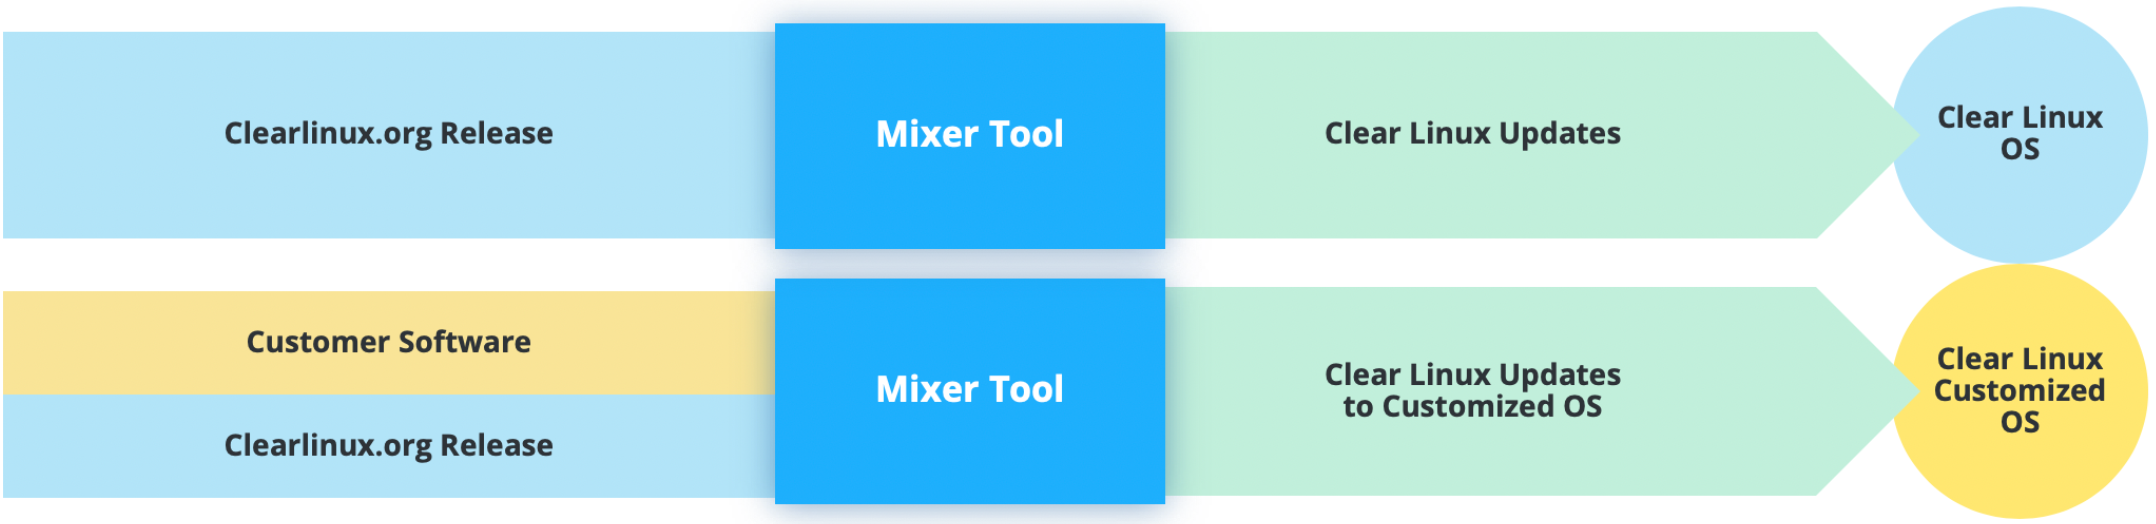 Clearlinux.org Release
Mixer Tool
Clear Linux Updates
Clear Linux
OS
Customer Software
Clearlinux.org Release
Mixer Tool
Clear Linux Updates
to Customized OS
Clear Linux
Customized
OS